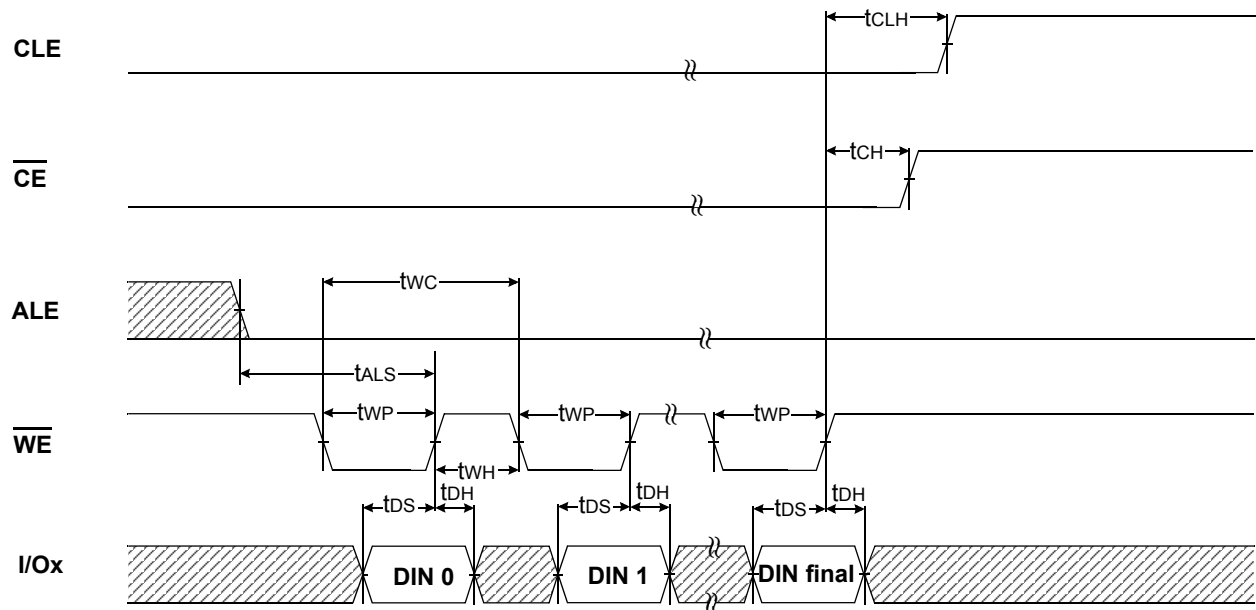 tCLH
CLE
tCH
CE
tWC
ALE
tALS
tWP tWP tWP
WE
tWH
tDS tDH tDS tDH tDS tDH
I/Ox DIN 0 DIN 1 DIN final